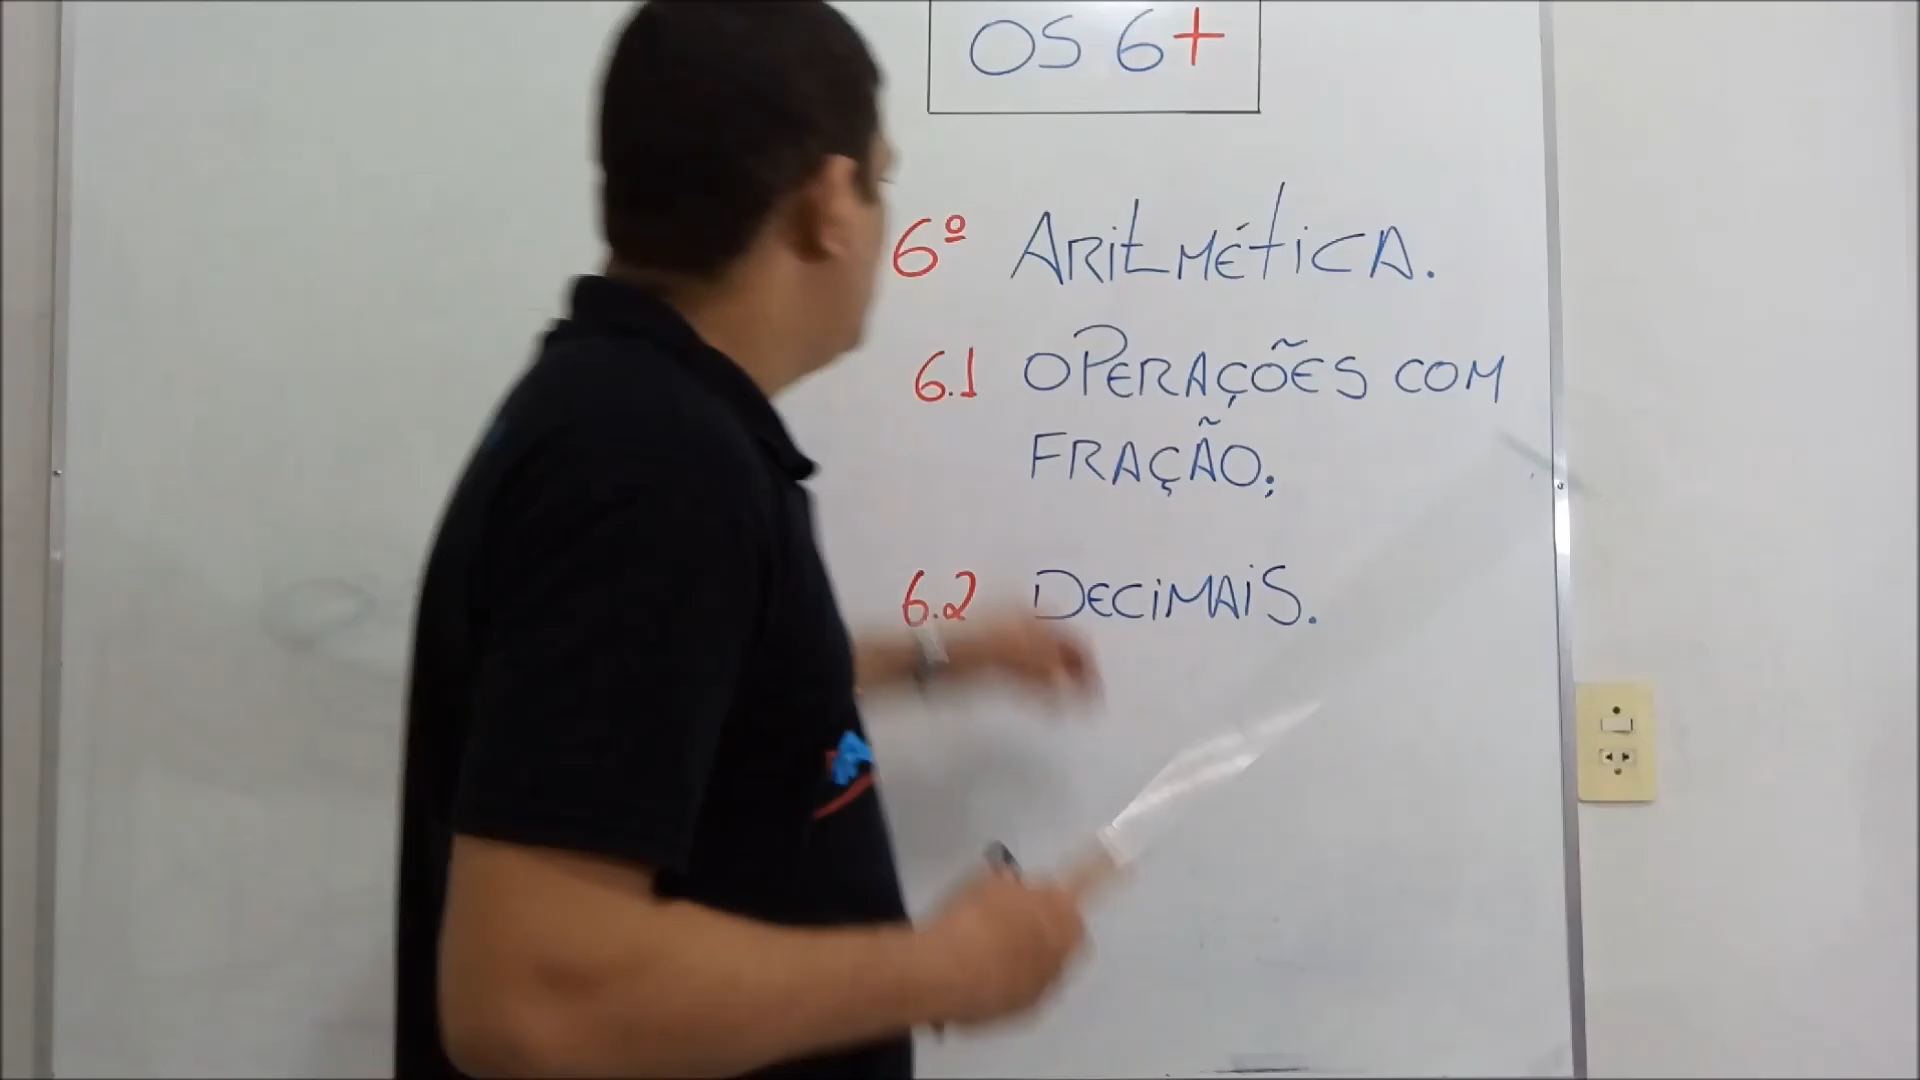 OS 6+
6º ARITMÉTICA.
6.1 OPERAÇÕES COM
FRAÇÃO;
6.2 DECIMAIS.